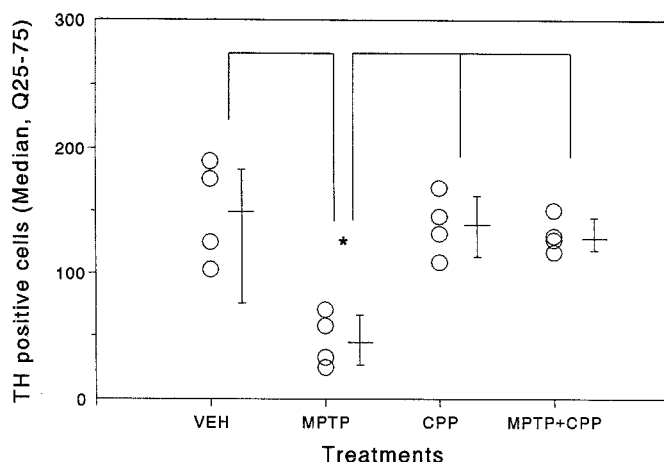 TH positive cells (Median, Q25-75)
300
200
100
0
*
VEH MPTP CPP MPTP+CPP
Treatments